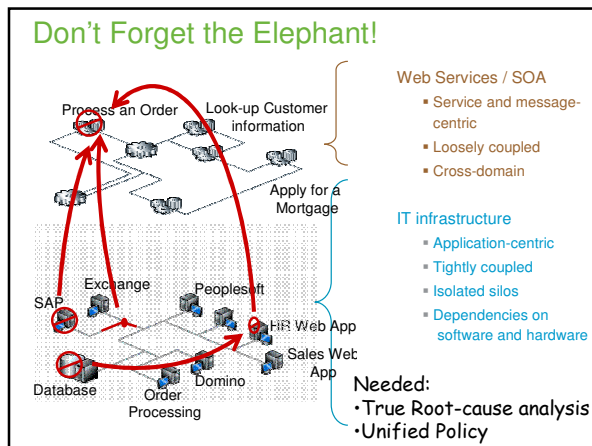 Don't Forget the Elephant!
Process an Order
Look-up Customer
information
Apply for a
Mortgage
Exchange
SAP
Peoplesoft
HR Web App
Sales Web
App
Domino
Order
Processing
Database
Web Services / SOA
▪ Service and message-
centric
▪ Loosely coupled
▪ Cross-domain
IT infrastructure
▪ Application-centric
▪ Tightly coupled
▪ Isolated silos
▪ Dependencies on
software and hardware
Needed:
•True Root-cause analysis
•Unified Policy